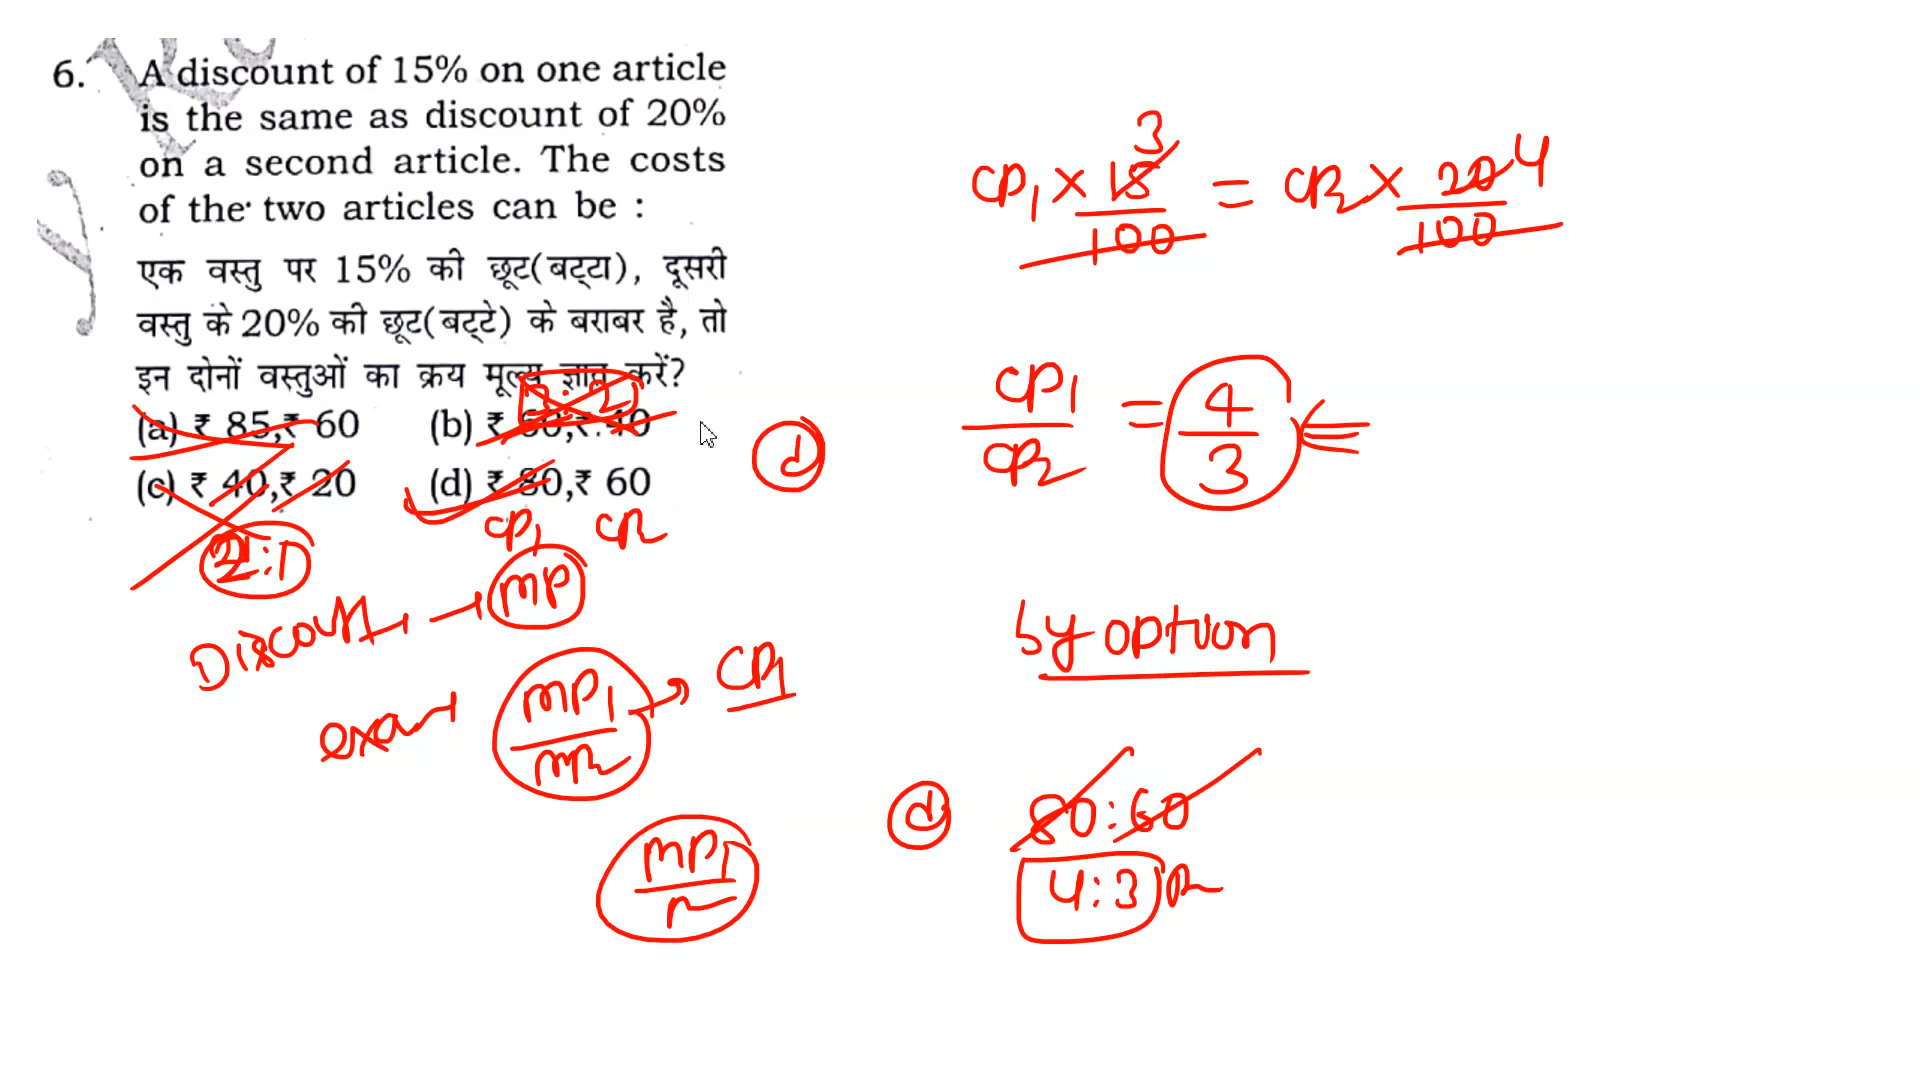 6. A discount of 15% on one article
is the same as discount of 20%
on a second article. The costs
of the two articles can be :
एक वस्तु पर 15% की छूट(बट्टा), दूसरी
वस्तु के 20% की छूट(बट्टे) के बराबर है, तो
इन दोनों वस्तुओं का क्रय मूल्य ज्ञात करें?
(a) ₹ 85,₹ 60 (b) ₹ 60,₹ 40
3:2
(c) ₹ 40,₹ 20 (d) ₹ 80,₹ 60
CP1 CP2
2:1
MP
Discount
MP1 CP1
MP2
MP1
CP1 × 15 3 = CP2 × 20 4
100 100
CP1 = 4
CP2 3
d
by option
d 80:60
4:3